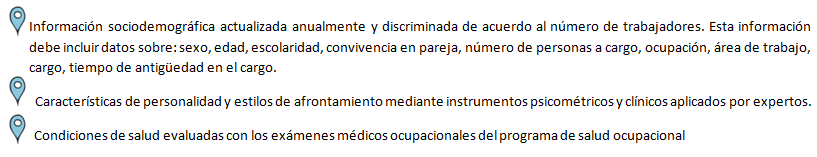 Información sociodemográfica actualizada anualmente y discriminada de acuerdo al número de trabajadores. Esta información
debe incluir datos sobre: sexo, edad, escolaridad, convivencia en pareja, número de personas a cargo, ocupación, área de trabajo,
cargo, tiempo de antigüedad en el cargo.
Características de personalidad y estilos de afrontamiento mediante instrumentos psicométricos y clínicos aplicados por expertos.
Condiciones de salud evaluadas con los exámenes médicos ocupacionales del programa de salud ocupacional